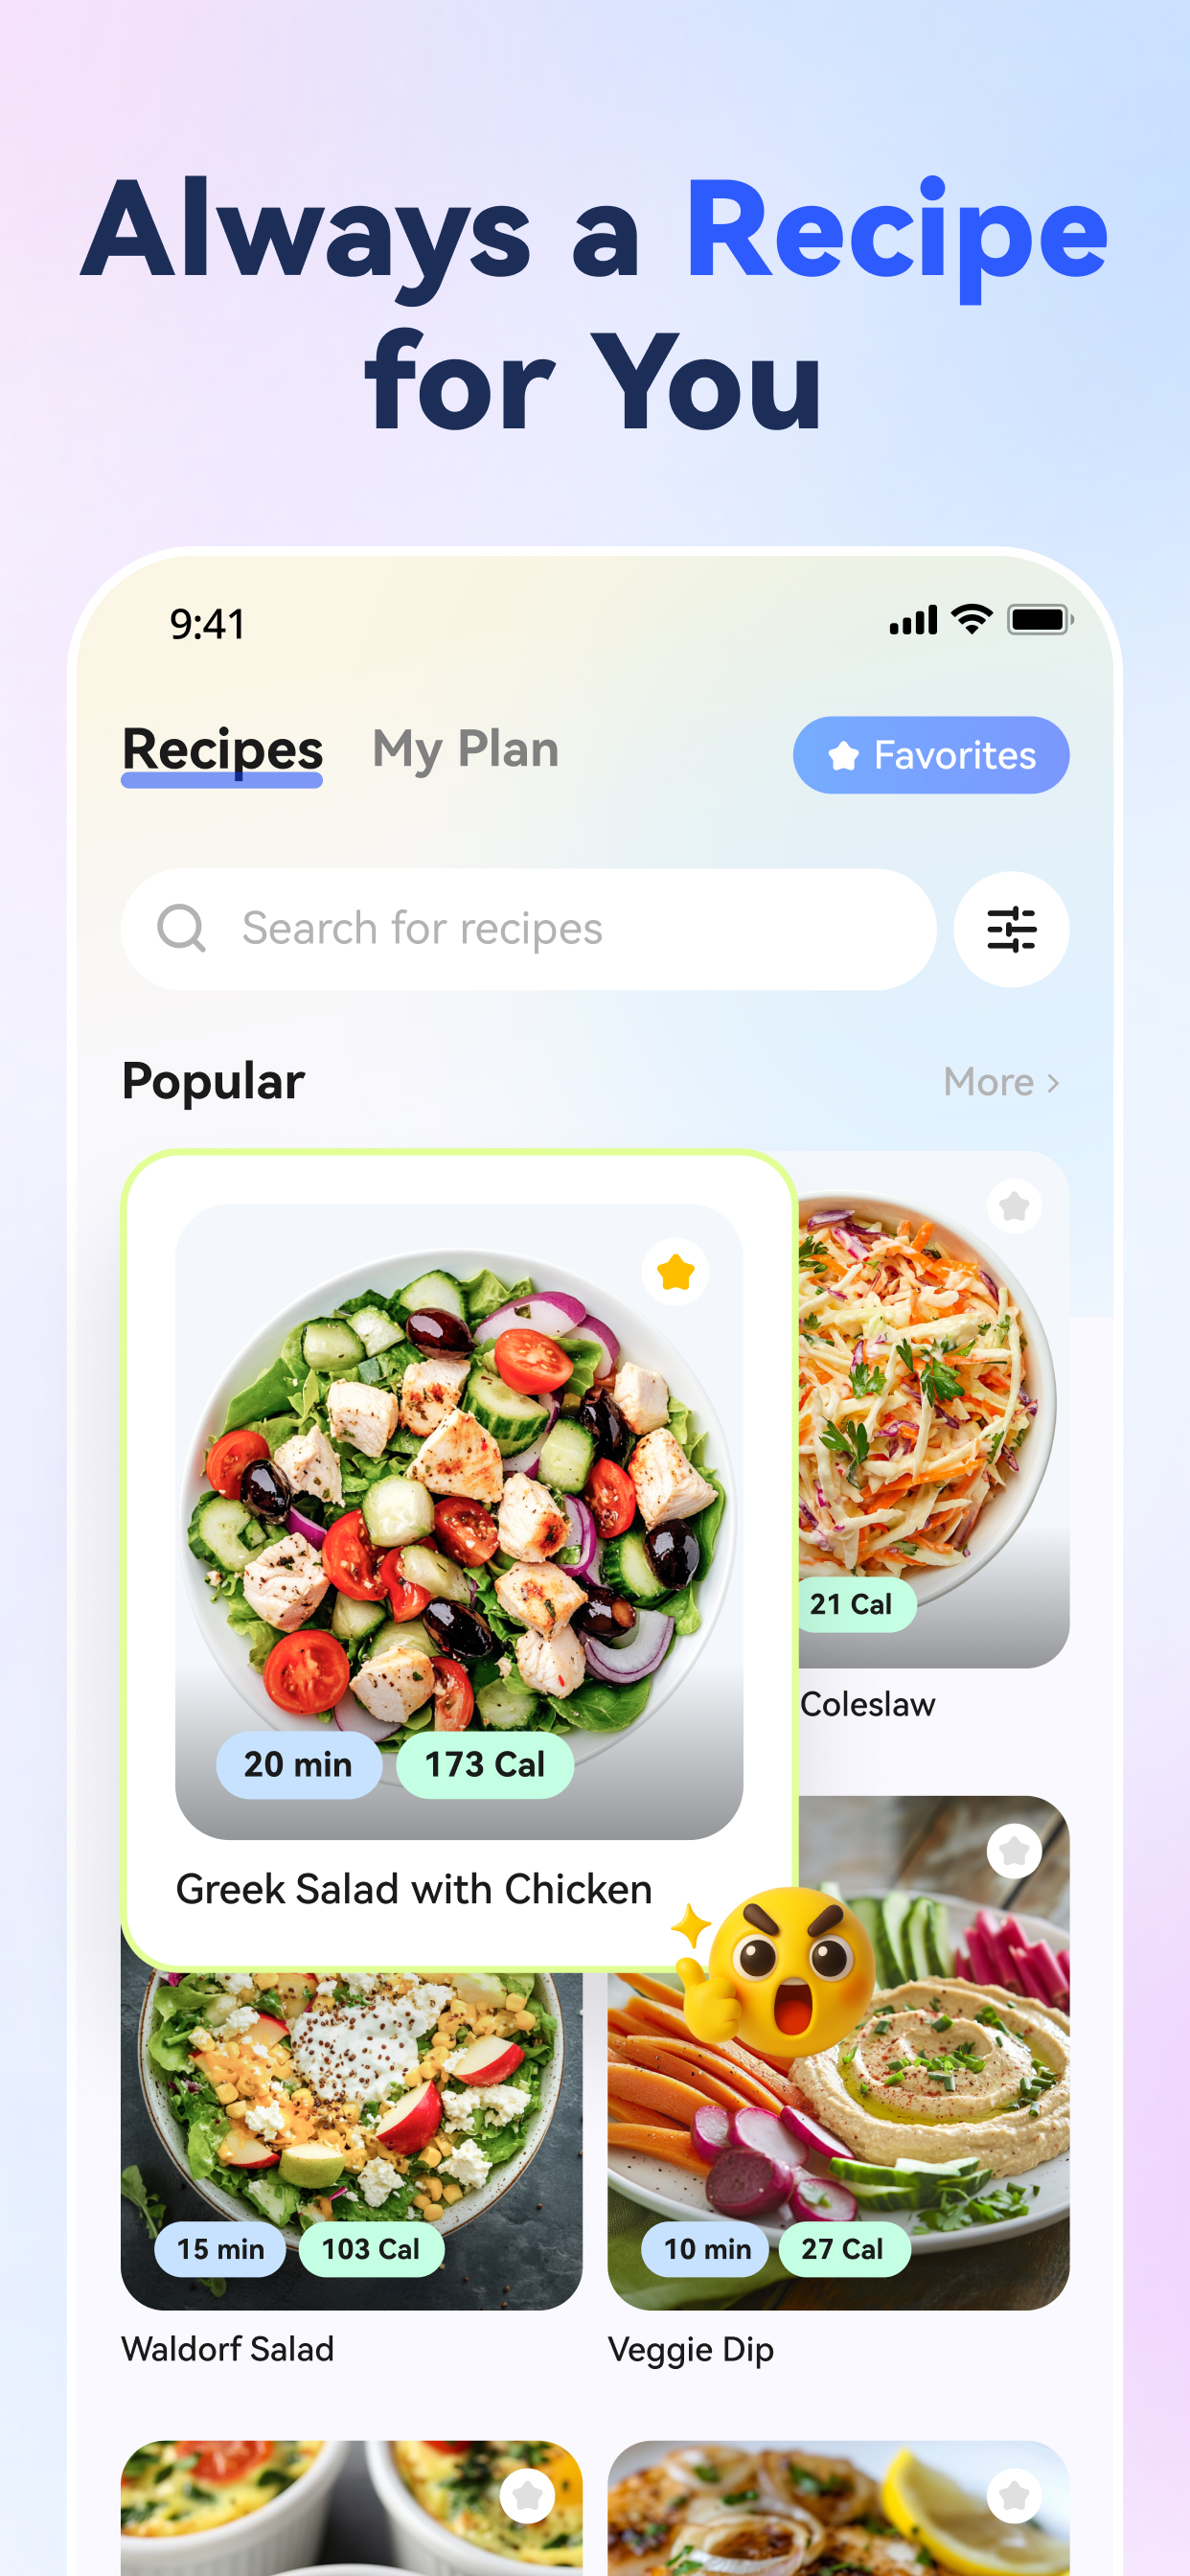 Always a Recipe
for You
9:41
Recipes
My Plan
Favorites
Search for recipes
Popular
More >
20 min
173 Cal
Greek Salad with Chicken
21 Cal
Coleslaw
15 min
103 Cal
Waldorf Salad
10 min
27 Cal
Veggie Dip